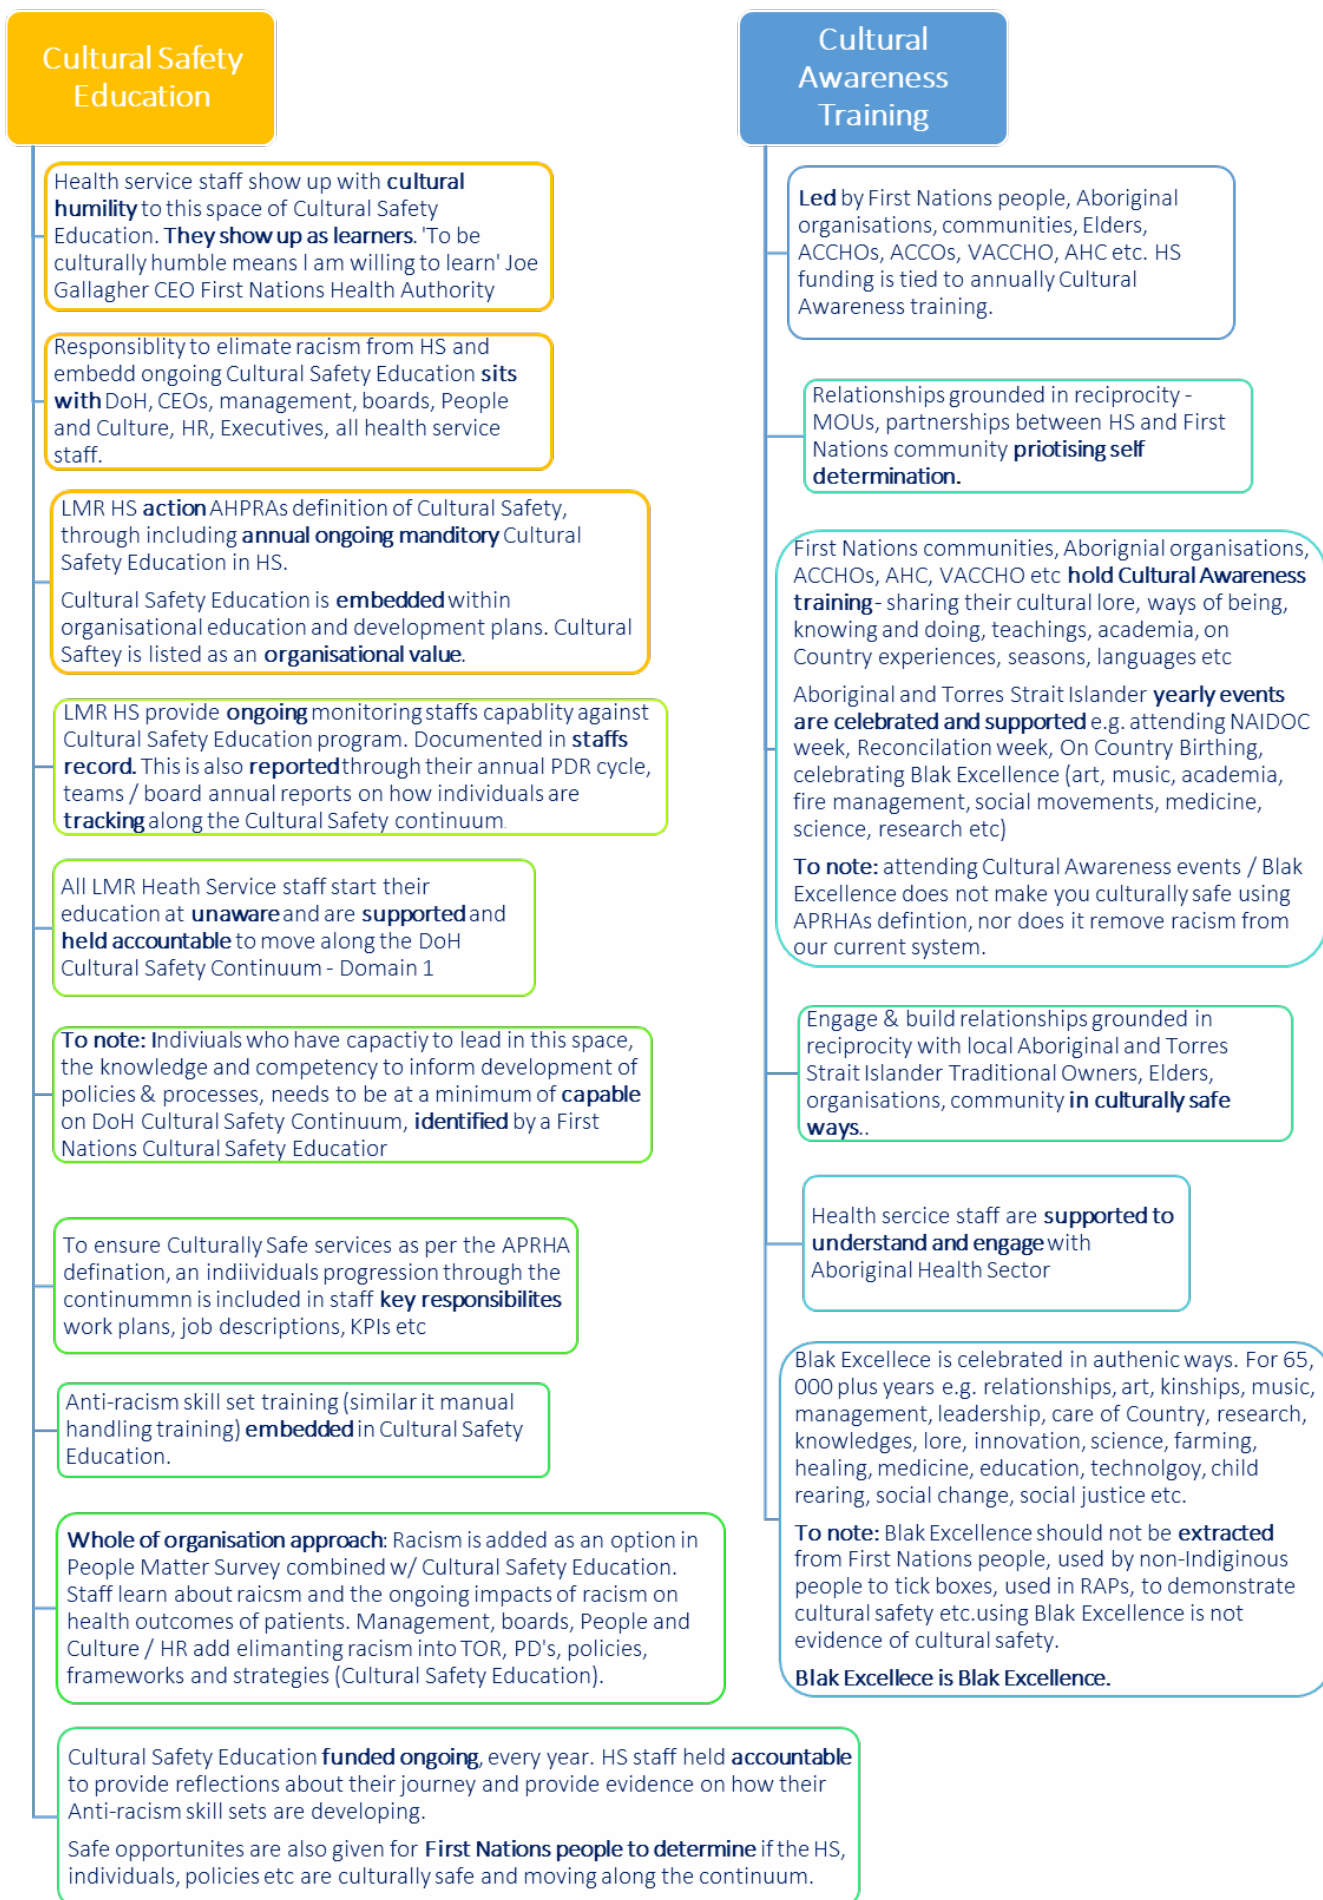 Cultural Safety
Education
Health service staff show up with cultural
humility to this space of Cultural Safety
Education. They show up as learners. 'To be
culturally humble means I am willing to learn' Joe
Gallagher CEO First Nations Health Authority
Responsiblity to elimate racism from HS and
embedd ongoing Cultural Safety Education sits
with DoH, CEOs, management, boards, People
and Culture, HR, Executives, all health service
staff.
LMR HS action AHPRAs definition of Cultural Safety,
through including annual ongoing manditory Cultural
Safety Education in HS.
Cultural Safety Education is embedded within
organisational education and development plans. Cultural
Saftey is listed as an organisational value.
LMR HS provide ongoing monitoring staffs capablity against
Cultural Safety Education program. Documented in staffs
record. This is also reported through their annual PDR cycle,
teams / board annual reports on how individuals are
tracking along the Cultural Safety continuum.
All LMR Heath Service staff start their
education at unaware and are supported and
held accountable to move along the DoH
Cultural Safety Continuum - Domain 1
To note: Indiviuals who have capactiy to lead in this space,
the knowledge and competency to inform development of
policies & processes, needs to be at a minimum of capable
on DoH Cultural Safety Continuum, identified by a First
Nations Cultural Safety Educatior
To ensure Culturally Safe services as per the APRHA
defination, an indiividuals progression through the
continummn is included in staff key responsibilites
work plans, job descriptions, KPIs etc
Anti-racism skill set training (similar it manual
handling training) embedded in Cultural Safety
Education.
Whole of organisation approach: Racism is added as an option in
People Matter Survey combined w/ Cultural Safety Education.
Staff learn about raicsm and the ongoing impacts of racism on
health outcomes of patients. Management, boards, People and
Culture / HR add elimanting racism into TOR, PD's, policies,
frameworks and strategies (Cultural Safety Education).
Cultural Safety Education funded ongoing, every year. HS staff held accountable
to provide reflections about their journey and provide evidence on how their
Anti-racism skill sets are developing.
Safe opportunites are also given for First Nations people to determine if the HS,
individuals, policies etc are culturally safe and moving along the continuum.
Cultural
Awareness
Training
Led by First Nations people, Aboriginal
organisations, communities, Elders,
ACCHOs, ACCOs, VACCHO, AHC etc. HS
funding is tied to annually Cultural
Awareness training.
Relationships grounded in reciprocity -
MOUs, partnerships between HS and First
Nations community priotising self
determination.
First Nations communities, Aborignial organisations,
ACCHOs, AHC, VACCHO etc hold Cultural Awareness
training - sharing their cultural lore, ways of being,
knowing and doing, teachings, academia, on
Country experiences, seasons, languages etc
Aboriginal and Torres Strait Islander yearly events
are celebrated and supported e.g. attending NAIDOC
week, Reconcilation week, On Country Birthing,
celebrating Blak Excellence (art, music, academia,
fire management, social movements, medicine,
science, research etc)
To note: attending Cultural Awareness events / Blak
Excellence does not make you culturally safe using
APRHAs defintion, nor does it remove racism from
our current system.
Engage & build relationships grounded in
reciprocity with local Aboriginal and Torres
Strait Islander Traditional Owners, Elders,
organisations, community in culturally safe
ways..
Health sercice staff are supported to
understand and engage with
Aboriginal Health Sector
Blak Excellece is celebrated in authenic ways. For 65,
000 plus years e.g. relationships, art, kinships, music,
management, leadership, care of Country, research,
knowledges, lore, innovation, science, farming,
healing, medicine, education, technolgoy, child
rearing, social change, social justice etc.
To note: Blak Excellence should not be extracted
from First Nations people, used by non-Indiginous
people to tick boxes, used in RAPs, to demonstrate
cultural safety etc.using Blak Excellence is not
evidence of cultural safety.
Blak Excellece is Blak Excellence.